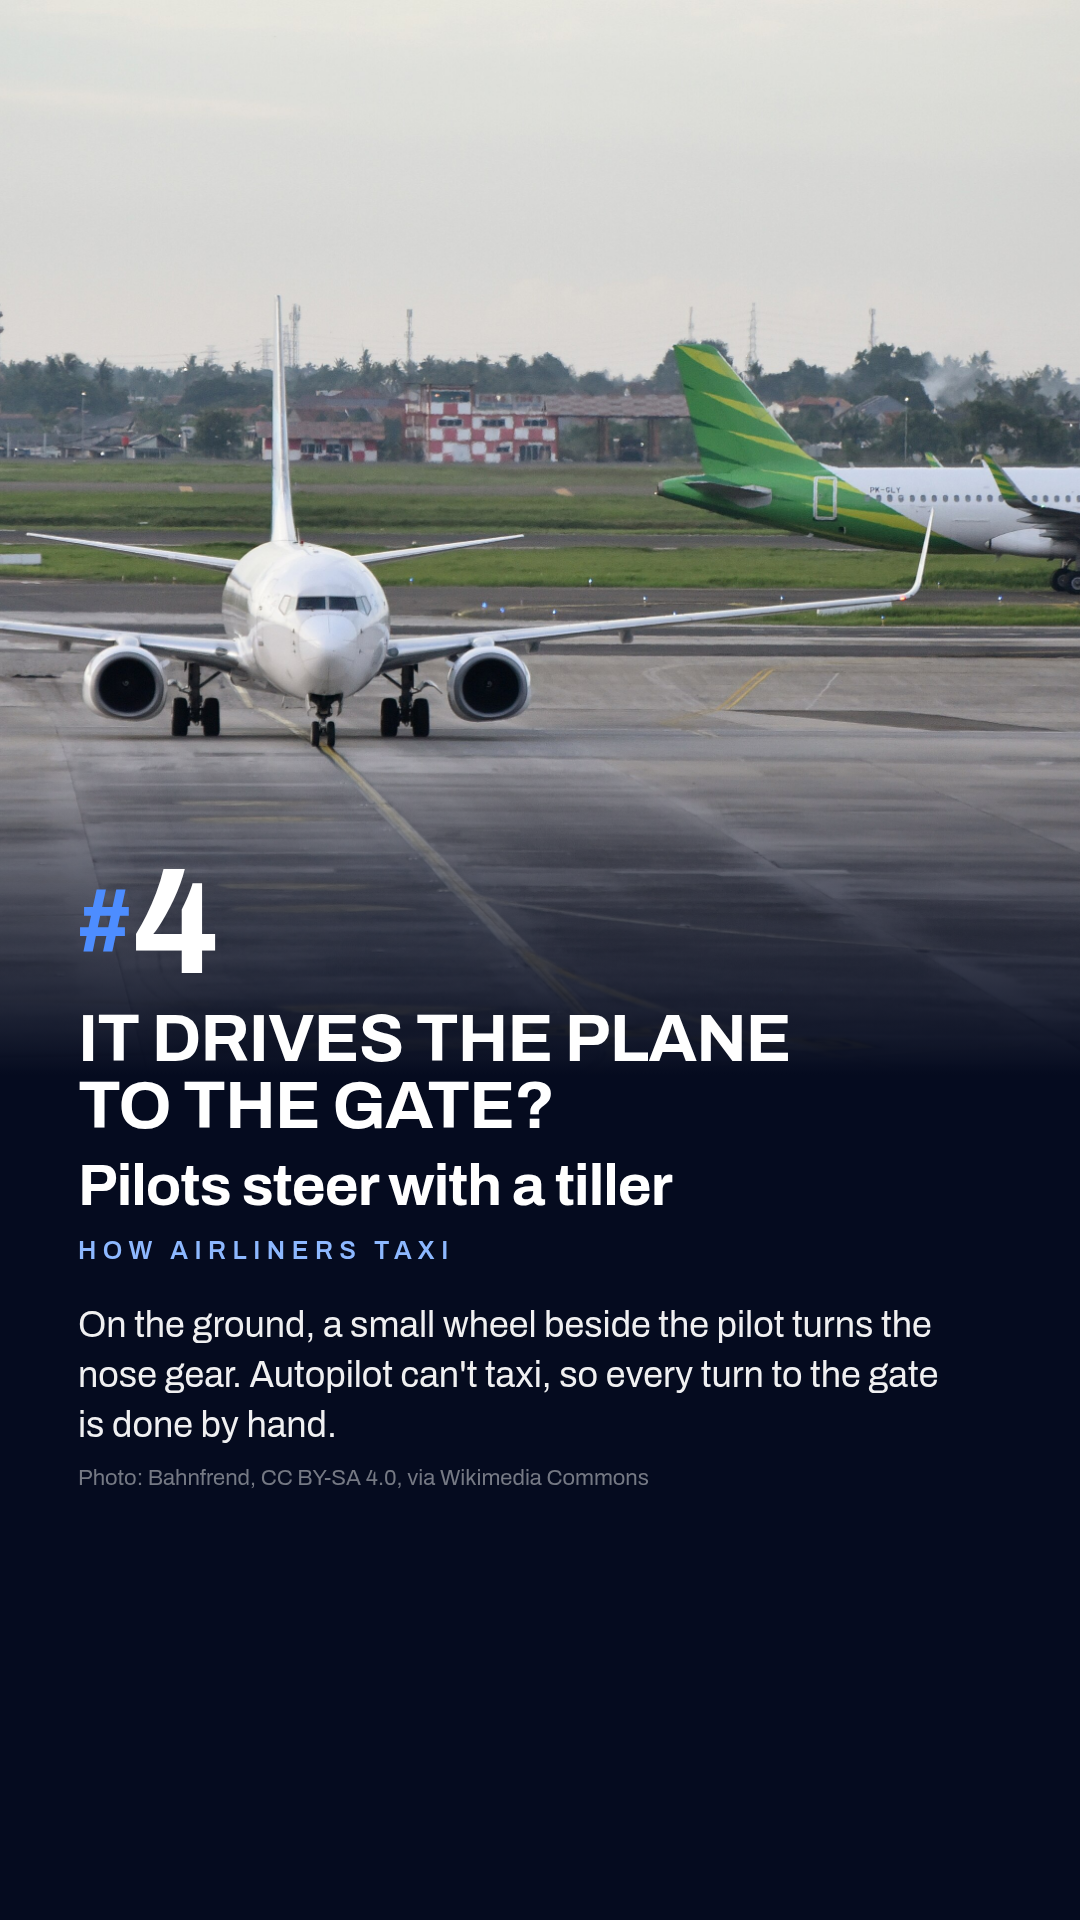 PK-GLY
#4
IT DRIVES THE PLANE
TO THE GATE?
Pilots steer with a tiller
HOW AIRLINERS TAXI
On the ground, a small wheel beside the pilot turns the
nose gear. Autopilot can't taxi, so every turn to the gate
is done by hand.
Photo: Bahnfrend, CC BY-SA 4.0, via Wikimedia Commons